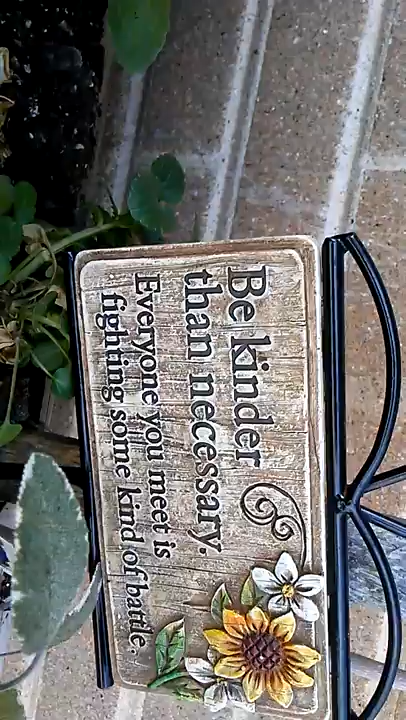 Be kinder
than necessary.
Everyone you meet is
fighting some kind of battle.